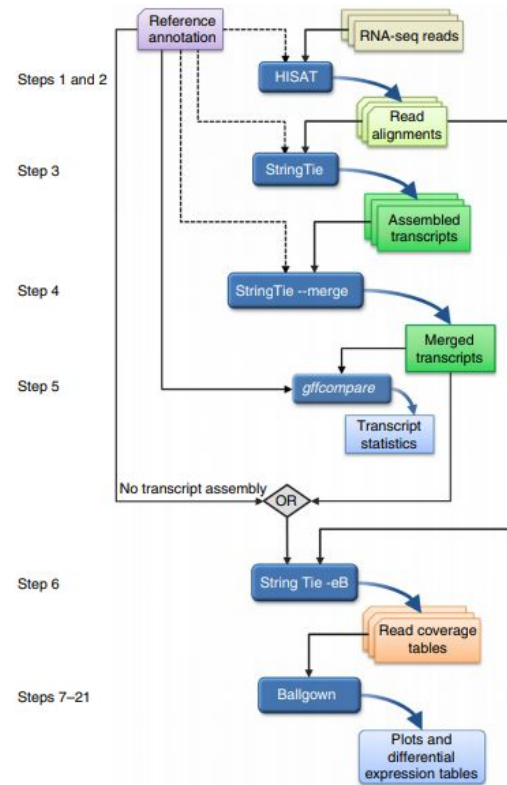 Reference
annotation
RNA-seq reads
Steps 1 and 2
HISAT
Read
alignments
Step 3
StringTie
Assembled
transcripts
Step 4
StringTie --merge
Merged
transcripts
Step 5
gffcompare
Transcript
statistics
No transcript assembly
OR
Step 6
String Tie -eB
Read coverage
tables
Steps 7–21
Ballgown
Plots and
differential
expression tables